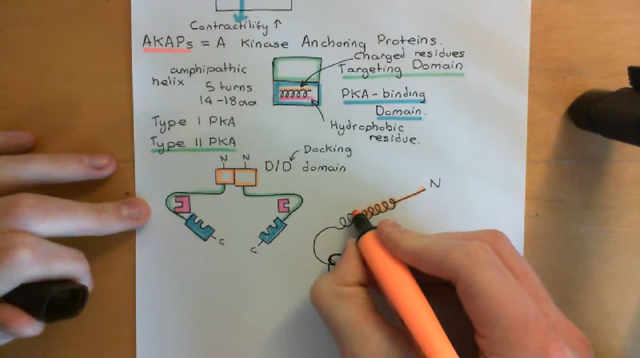 Contractility ↑
AKAPs = A Kinase Anchoring Proteins.
charged residues
Targeting Domain
amphipathic
helix
5 turns
14-18aa
PKA-binding
Domain.
Hydrophobic
residue.
Type I PKA
Type II PKA
Docking
N N
D/D domain
N
C
C